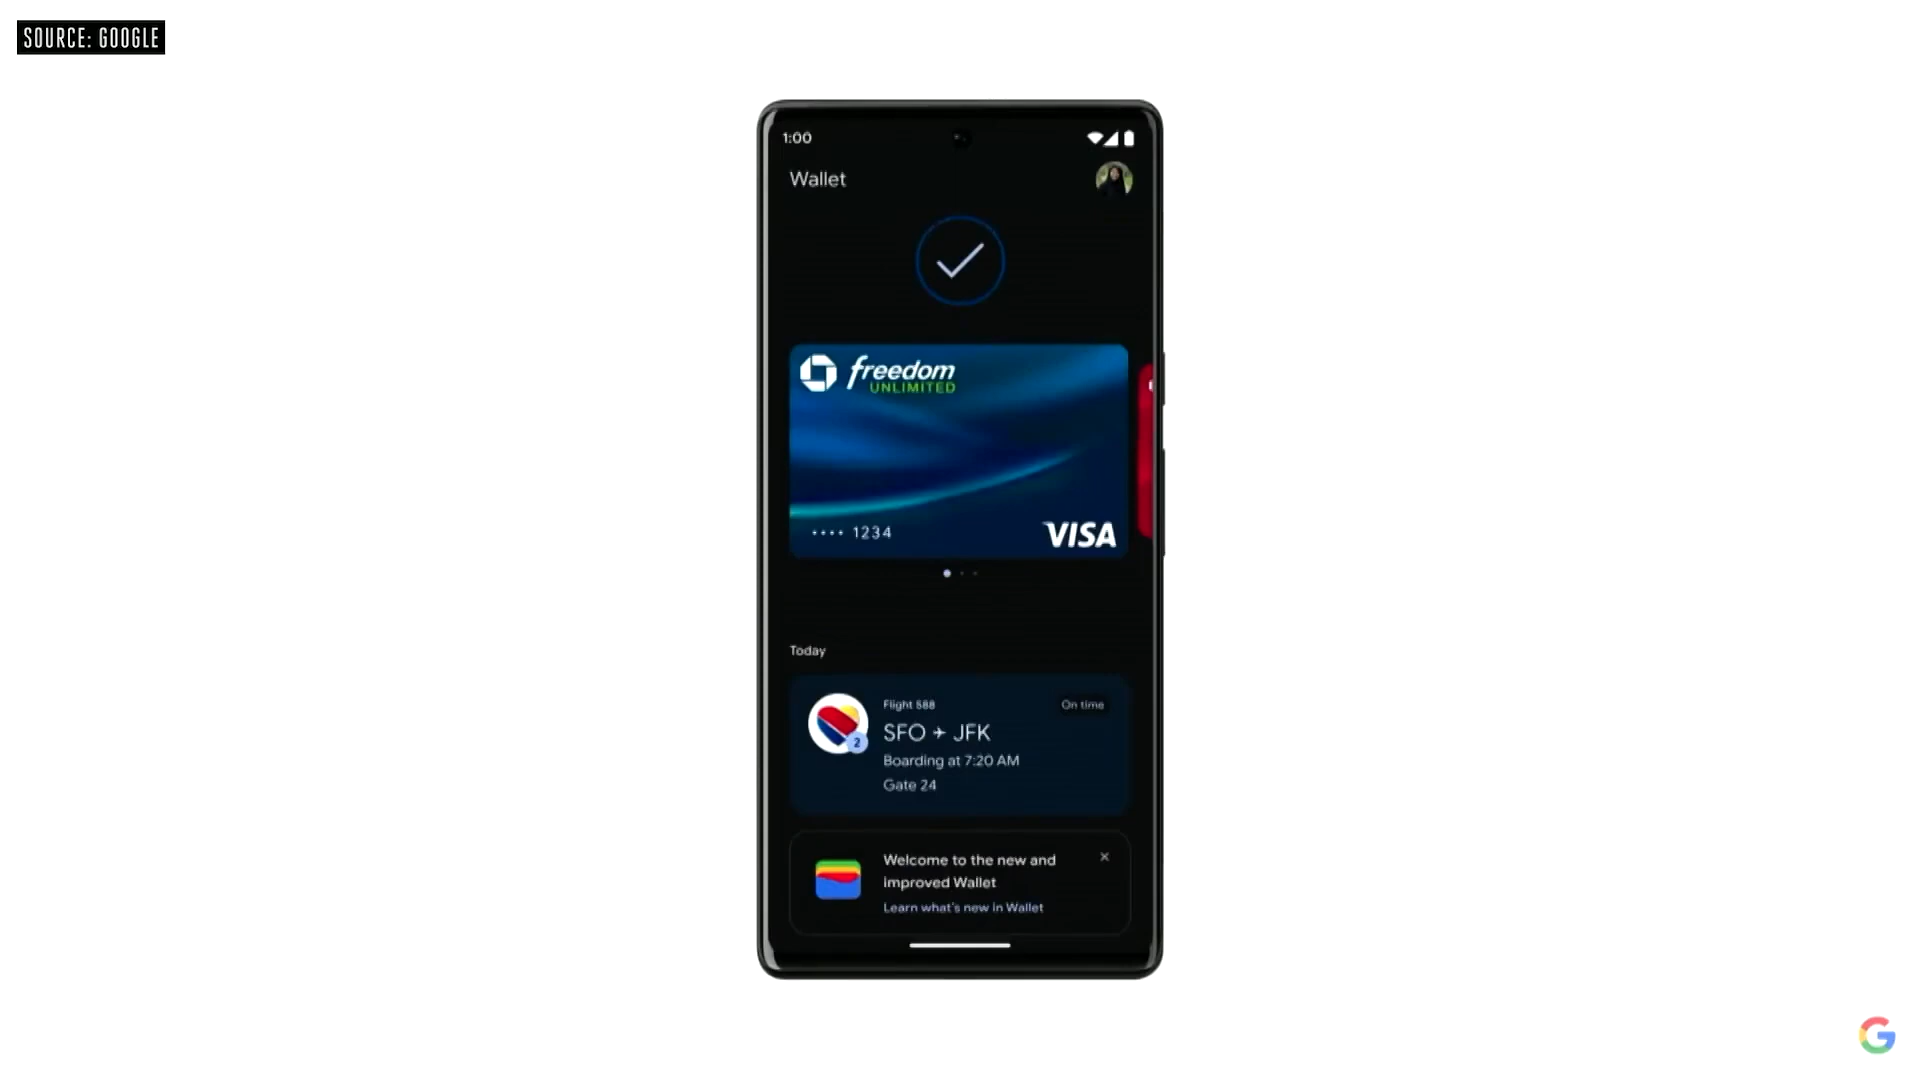 SOURCE: GOOGLE
1:00
Wallet
freedom
UNLIMITED
•••• 1234
VISA
Today
Flight 588
On time
SFO ✈ JFK
2
Boarding at 7:20 AM
Gate 24
Welcome to the new and
improved Wallet
Learn what's new in Wallet
G